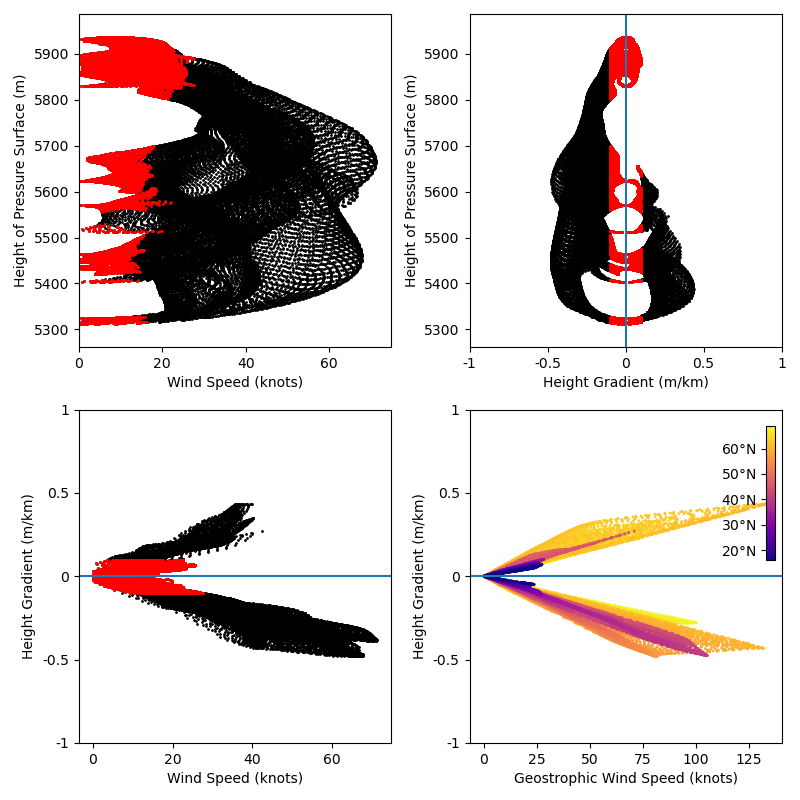 Height of Pressure Surface (m)
5900
5800
5700
5600
5500
5400
5300
0 20 40 60
Wind Speed (knots)
Height of Pressure Surface (m)
5900
5800
5700
5600
5500
5400
5300
-1 -0.5 0 0.5 1
Height Gradient (m/km)
Height Gradient (m/km)
1
0.5
0
-0.5
-1
0 20 40 60
Wind Speed (knots)
Height Gradient (m/km)
1
0.5
0
-0.5
-1
60°N
50°N
40°N
30°N
20°N
0 25 50 75 100 125
Geostrophic Wind Speed (knots)